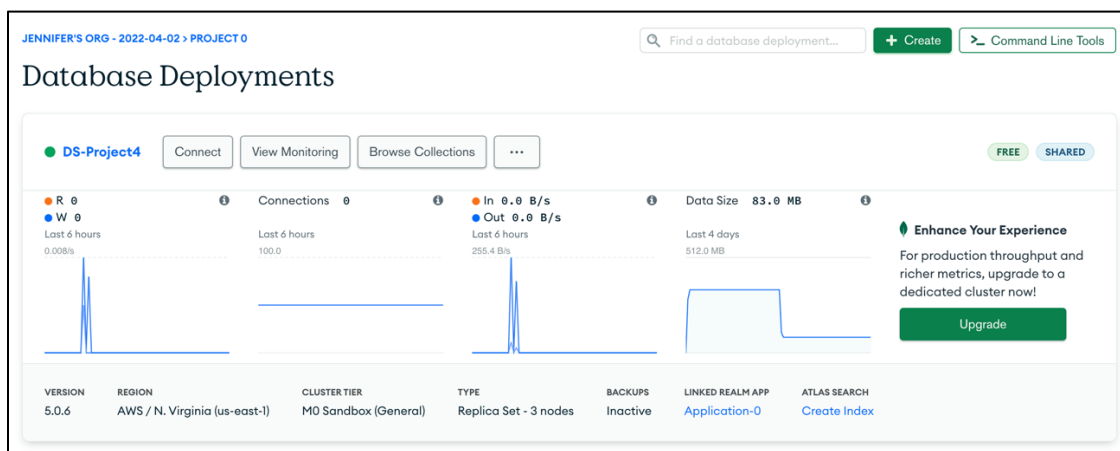 JENNIFER'S ORG - 2022-04-02 > PROJECT 0
Find a database deployment...
+ Create
>_ Command Line Tools
Database Deployments
DS-Project4
Connect
View Monitoring
Browse Collections
...
FREE
SHARED
R 0
W 0
Last 6 hours
0.008/s
Connections 0
Last 6 hours
100.0
In 0.0 B/s
Out 0.0 B/s
Last 6 hours
255.4 B/s
Data Size 83.0 MB
Last 4 days
512.0 MB
Enhance Your Experience
For production throughput and
richer metrics, upgrade to a
dedicated cluster now!
Upgrade
VERSION
5.0.6
REGION
AWS / N. Virginia (us-east-1)
CLUSTER TIER
M0 Sandbox (General)
TYPE
Replica Set - 3 nodes
BACKUPS
Inactive
LINKED REALM APP
Application-0
ATLAS SEARCH
Create Index